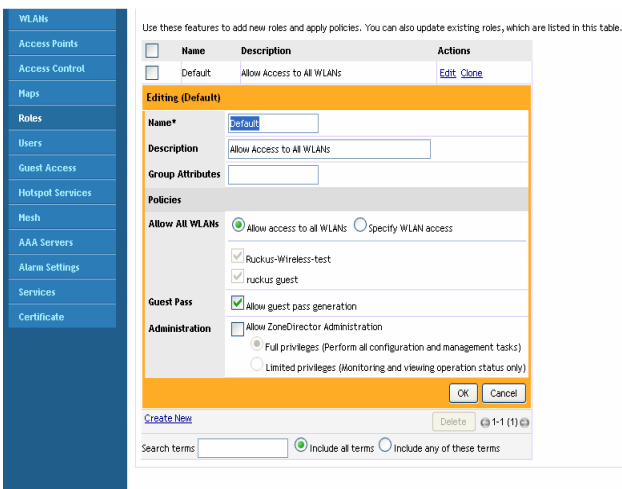 WLANs
Access Points
Access Control
Maps
Roles
Users
Guest Access
Hotspot Services
Mesh
AAA Servers
Alarm Settings
Services
Certificate
Use these features to add new roles and apply policies. You can also update existing roles, which are listed in this table.
Name Description Actions
Default Allow Access to All WLANs Edit Clone
Editing (Default)
Name* Default
Description Allow Access to All WLANs
Group Attributes
Policies
Allow All WLANs Allow access to all WLANs Specify WLAN access
Ruckus-Wireless-test
ruckus guest
Guest Pass Allow guest pass generation
Administration Allow ZoneDirector Administration
Full privileges (Perform all configuration and management tasks)
Limited privileges (Monitoring and viewing operation status only)
OK Cancel
Create New Delete 1-1 (1)
Search terms Include all terms Include any of these terms